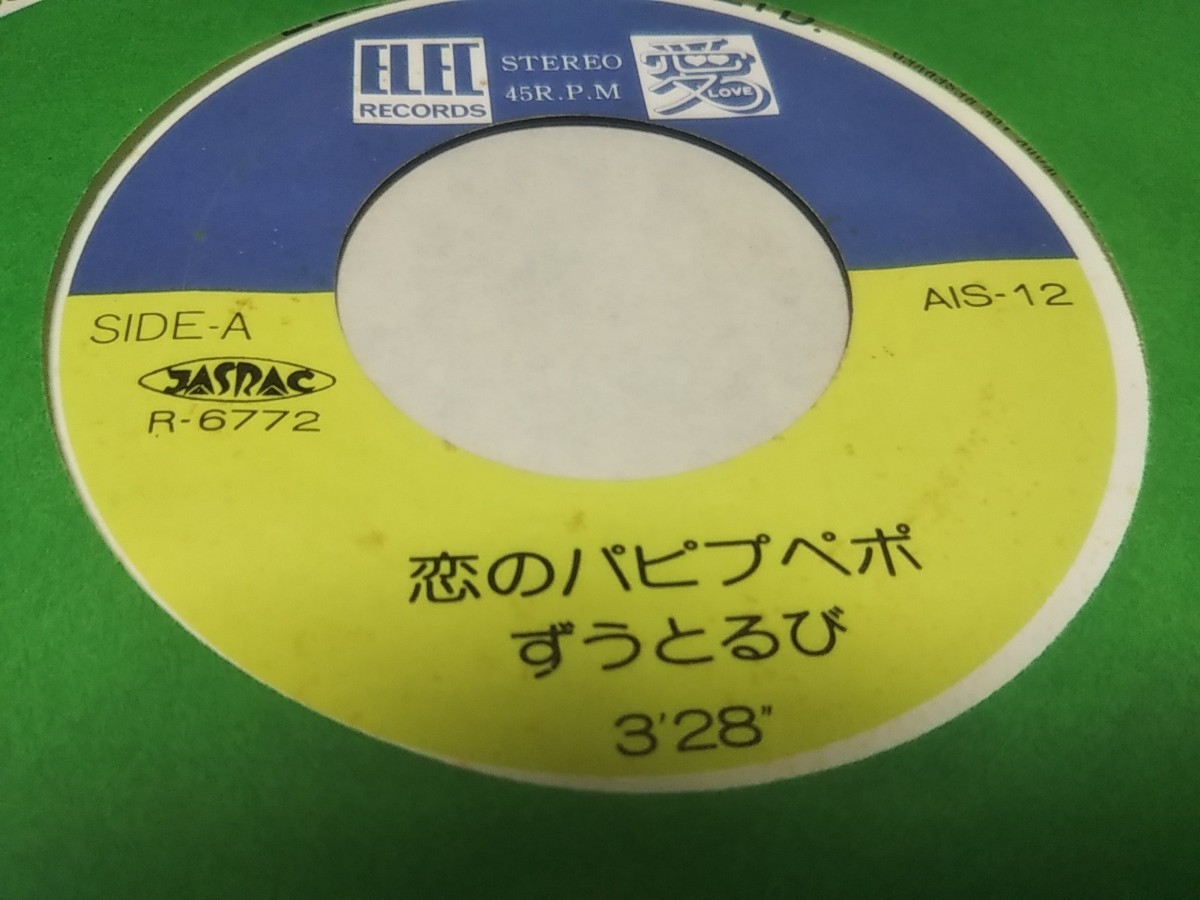 ELEC
RECORDS
STEREO
45R.P.M
愛
LOVE
SIDE-A
AIS-12
JASRAC
R-6772
恋のパピプペポ
ずうとるび
3'28"